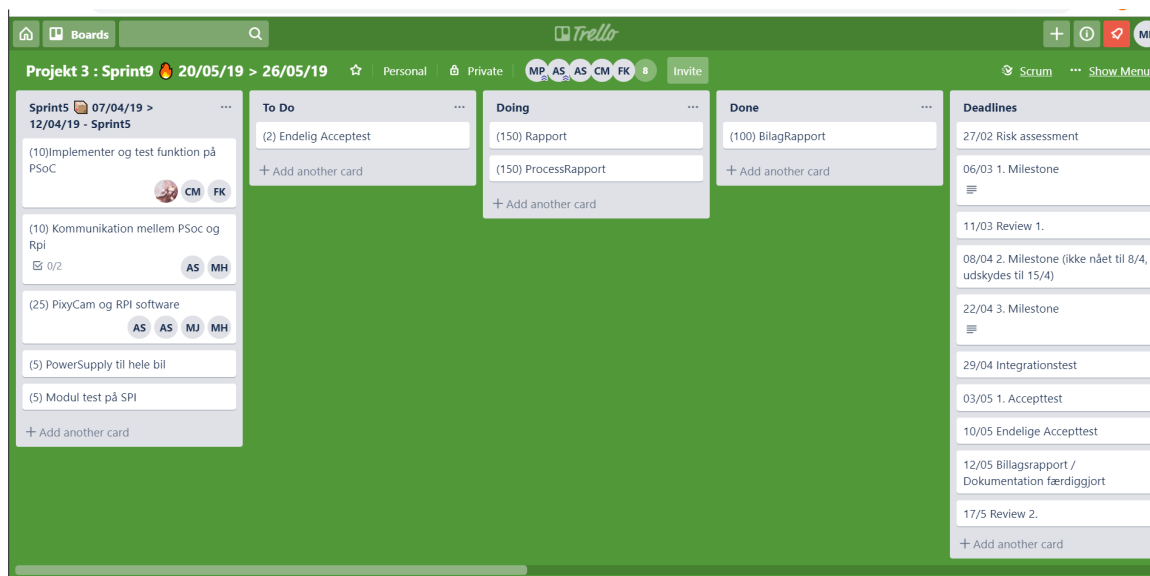 Boards
Trello
MH
Projekt 3 : Sprint9 🔥 20/05/19 > 26/05/19
Personal
Private
MP AS AS CM FK 8
Invite
Scrum
··· Show Menu
Sprint5 07/04/19 >
12/04/19 - Sprint5
(10)Implementer og test funktion på
PSoC
CM FK
(10) Kommunikation mellem PSoc og
Rpi
0/2
AS MH
(25) PixyCam og RPI software
AS AS MJ MH
(5) PowerSupply til hele bil
(5) Modul test på SPI
+ Add another card
To Do
(2) Endelig Acceptest
+ Add another card
Doing
(150) Rapport
(150) ProcessRapport
+ Add another card
Done
(100) BilagRapport
+ Add another card
Deadlines
27/02 Risk assessment
06/03 1. Milestone
11/03 Review 1.
08/04 2. Milestone (ikke nået til 8/4,
udskydes til 15/4)
22/04 3. Milestone
29/04 Integrationstest
03/05 1. Accepttest
10/05 Endelige Accepttest
12/05 Billagsrapport /
Dokumentation færdiggjort
17/5 Review 2.
+ Add another card